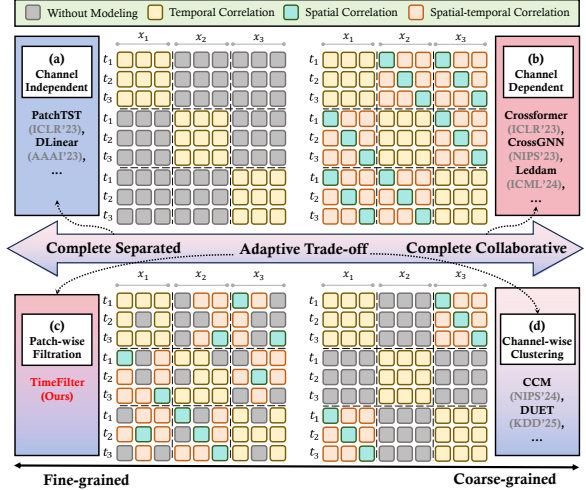 Without Modeling Temporal Correlation Spatial Correlation Spatial-temporal Correlation
(a)
Channel
Independent
PatchTST
(ICLR'23),
DLinear
(AAAI'23),
...
x1 x2 x3
t1
t2
t3
t1
t2
t3
t1
t2
t3
x1 x2 x3
t1
t2
t3
t1
t2
t3
t1
t2
t3
(b)
Channel
Dependent
Crossformer
(ICLR'23),
CrossGNN
(NIPS'23),
Leddam
(ICML'24),
...
Complete Separated Adaptive Trade-off Complete Collaborative
(c)
Patch-wise
Filtration
TimeFilter
(Ours)
x1 x2 x3
t1
t2
t3
t1
t2
t3
t1
t2
t3
x1 x2 x3
t1
t2
t3
t1
t2
t3
t1
t2
t3
(d)
Channel-wise
Clustering
CCM
(NIPS'24),
DUET
(KDD'25),
...
Fine-grained Coarse-grained